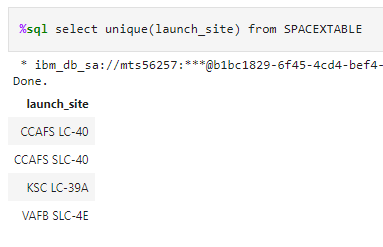 %sql select unique(launch_site) from SPACEXTABLE
* ibm_db_sa://mts56257:***@b1bc1829-6f45-4cd4-bef4-
Done.
launch_site
CCAFS LC-40
CCAFS SLC-40
KSC LC-39A
VAFB SLC-4E